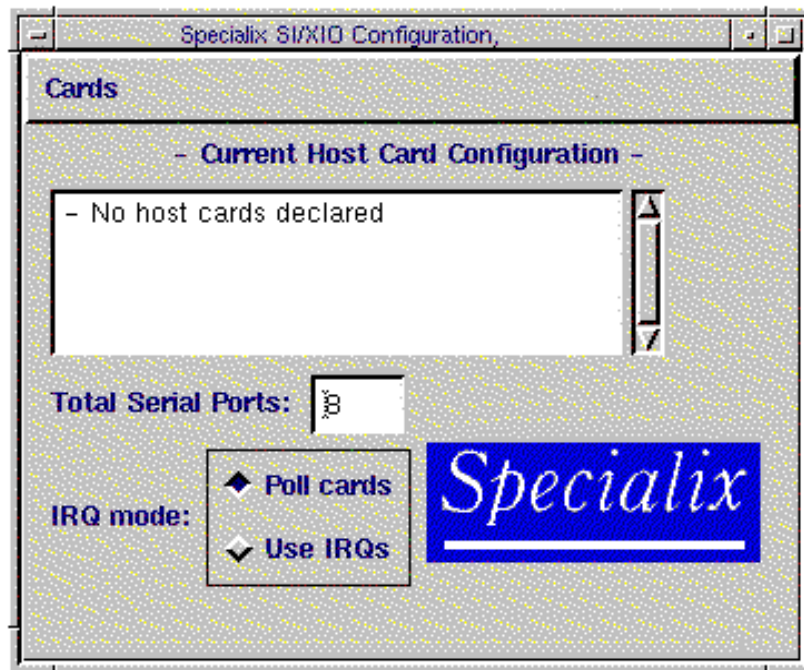 Specialix SI/XIO Configuration,
Cards
- Current Host Card Configuration -
- No host cards declared
Total Serial Ports: 8
Poll cards
IRQ mode:
Use IRQs
Specialix